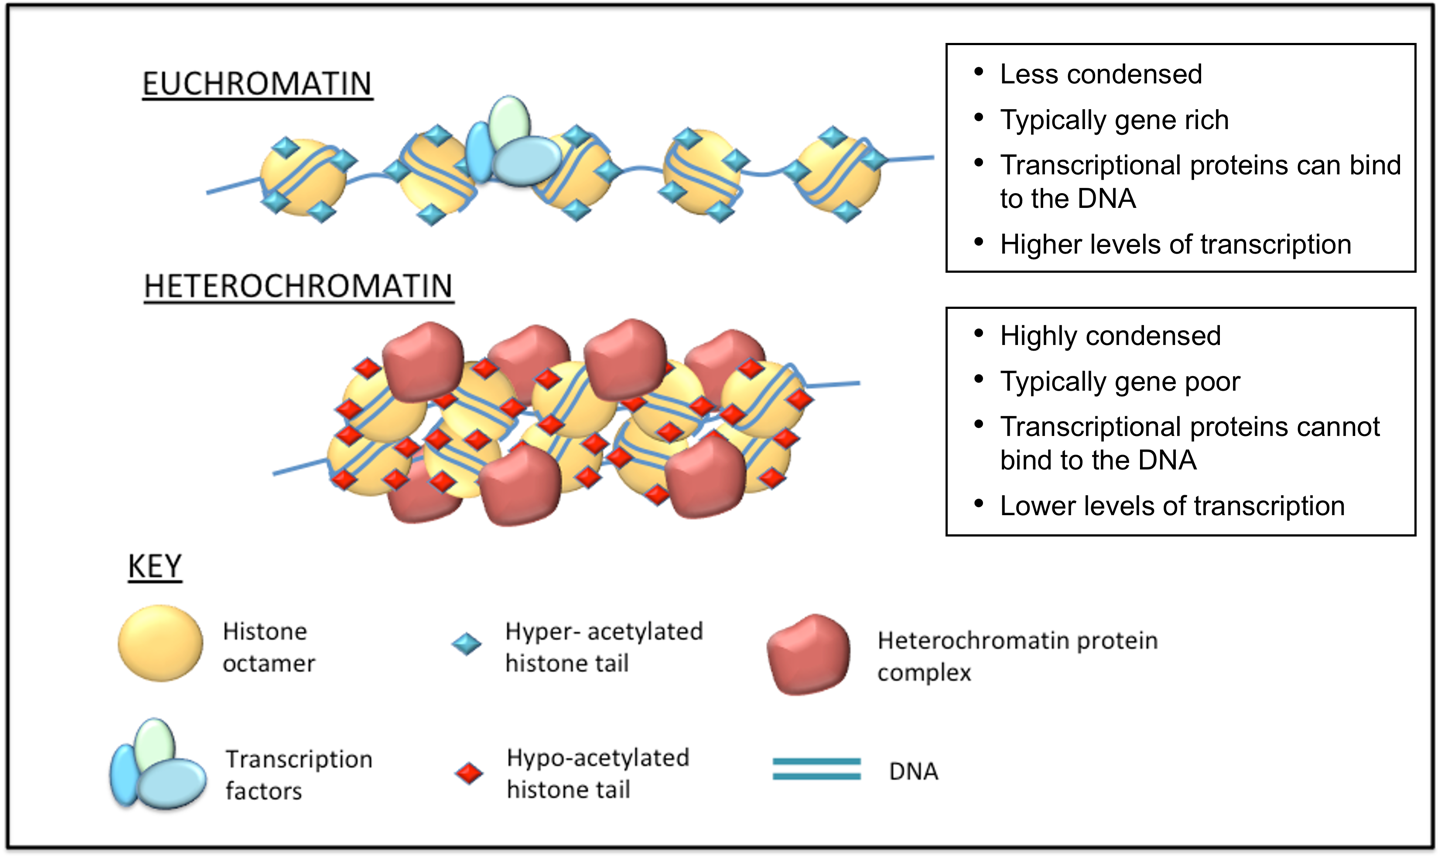 EUCHROMATIN
• Less condensed
• Typically gene rich
• Transcriptional proteins can bind
to the DNA
• Higher levels of transcription
HETEROCHROMATIN
• Highly condensed
• Typically gene poor
• Transcriptional proteins cannot
bind to the DNA
• Lower levels of transcription
KEY
Histone
octamer
Hyper- acetylated
histone tail
Heterochromatin protein
complex
Transcription
factors
Hypo-acetylated
histone tail
DNA